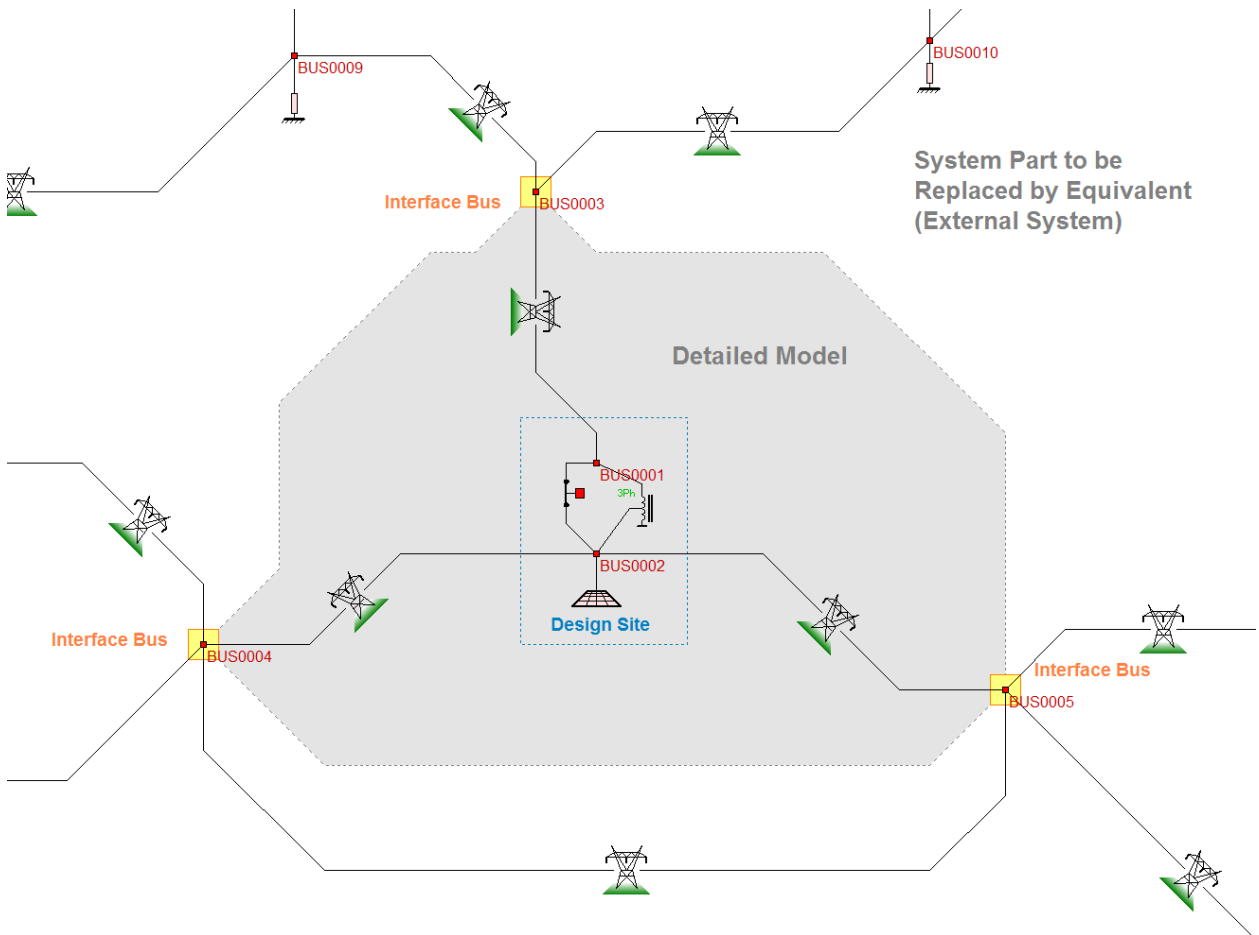 BUS0009
BUS0010
System Part to be
Replaced by Equivalent
(External System)
Interface Bus
BUS0003
Detailed Model
BUS0001
3Ph
BUS0002
Design Site
Interface Bus
BUS0004
Interface Bus
BUS0005